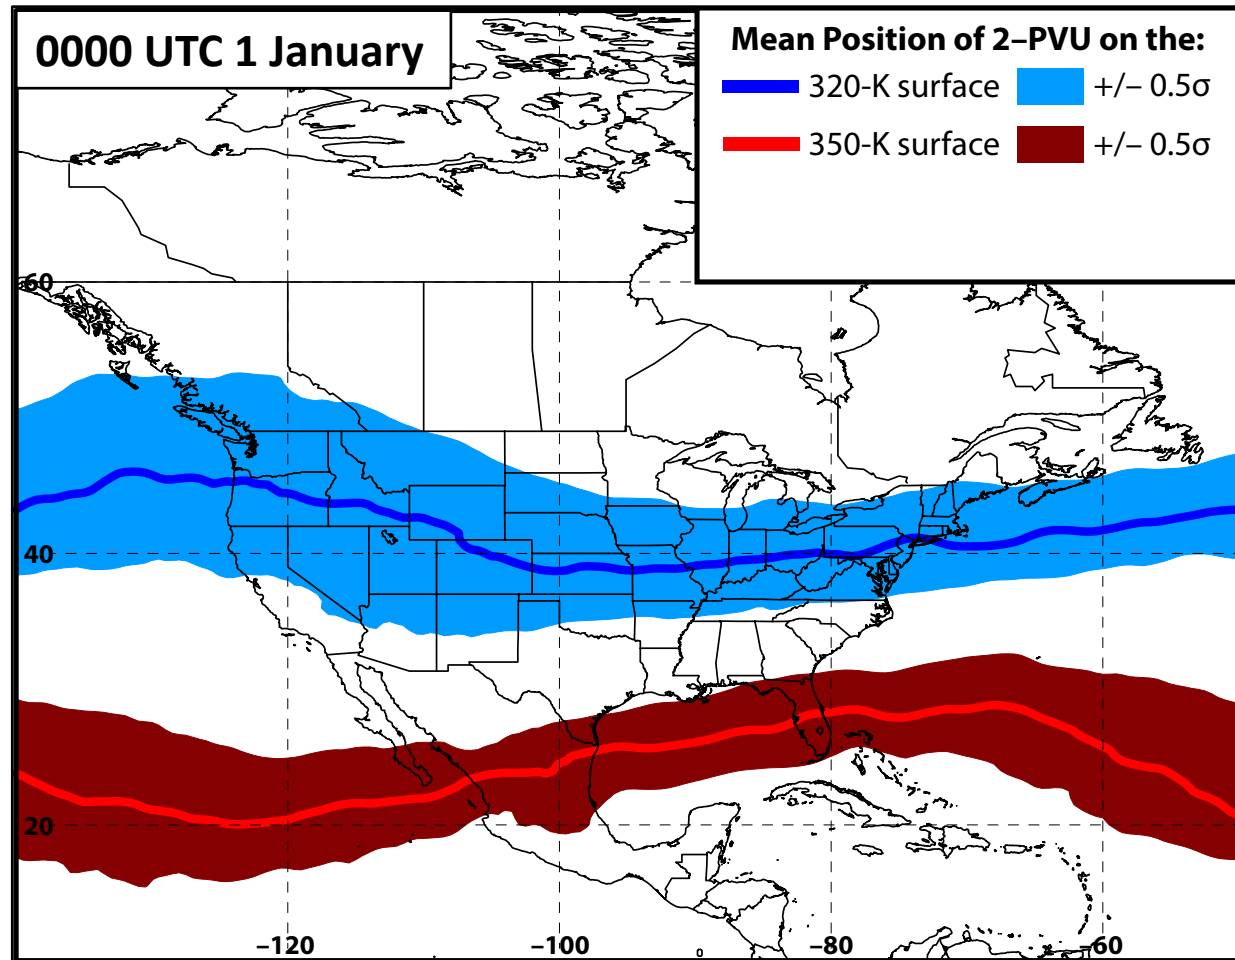 0000 UTC 1 January
Mean Position of 2–PVU on the:
320-K surface +/– 0.5σ
350-K surface +/– 0.5σ
60
40
20
–120 –100 –80 –60